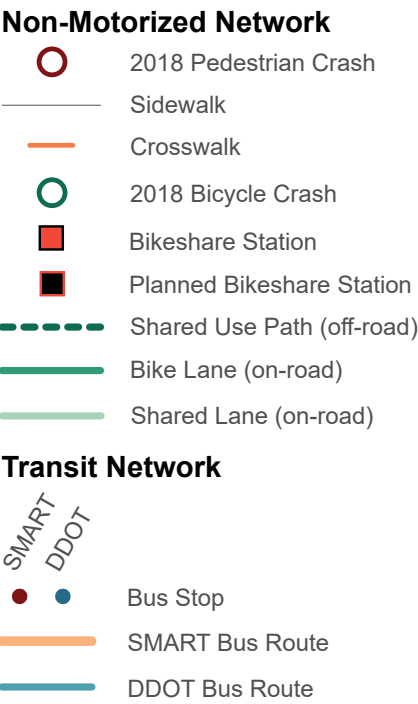 Non-Motorized Network
2018 Pedestrian Crash
Sidewalk
Crosswalk
2018 Bicycle Crash
Bikeshare Station
Planned Bikeshare Station
Shared Use Path (off-road)
Bike Lane (on-road)
Shared Lane (on-road)
Transit Network
SMART
DDOT
Bus Stop
SMART Bus Route
DDOT Bus Route